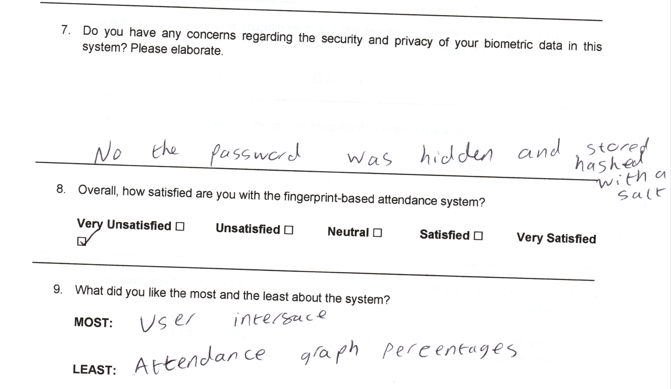 7. Do you have any concerns regarding the security and privacy of your biometric data in this
system? Please elaborate.
No the password was hidden and stored
hashed
with a
salt
8. Overall, how satisfied are you with the fingerprint-based attendance system?
Very Unsatisfied ☐ Unsatisfied ☐ Neutral ☐ Satisfied ☐ Very Satisfied
☑
9. What did you like the most and the least about the system?
MOST: User intersace
LEAST: Attendance graph percentages